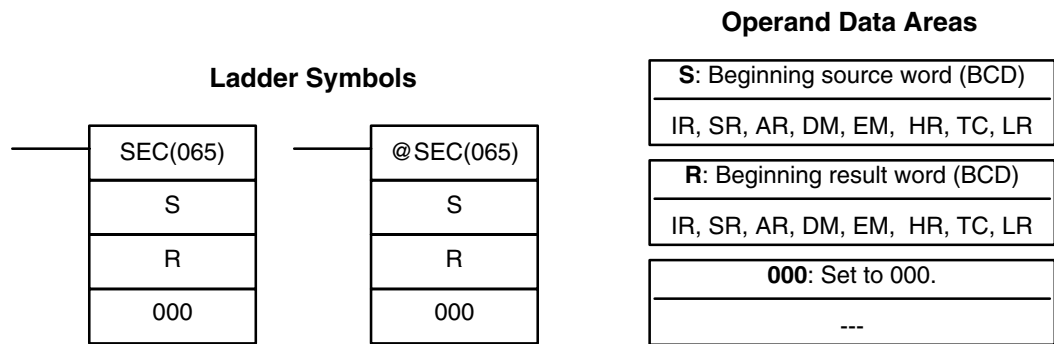 Ladder Symbols
SEC(065)
S
R
000
@SEC(065)
S
R
000
Operand Data Areas
S: Beginning source word (BCD)
IR, SR, AR, DM, EM, HR, TC, LR
R: Beginning result word (BCD)
IR, SR, AR, DM, EM, HR, TC, LR
000: Set to 000.
---